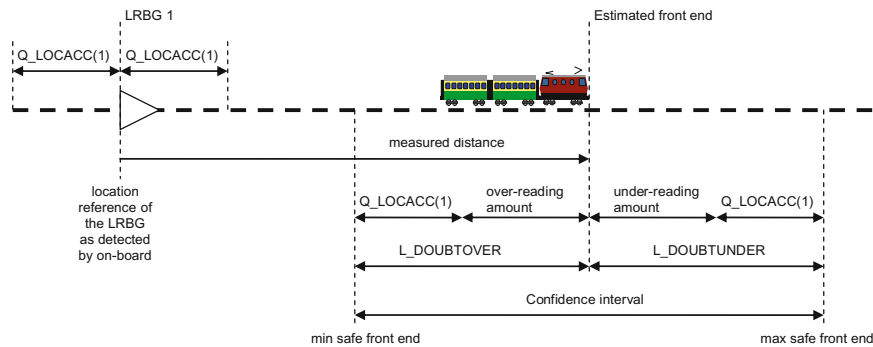 LRBG 1
Estimated front end
Q_LOCACC(1)
Q_LOCACC(1)
measured distance
location
reference of
the LRBG
as detected
by on-board
Q_LOCACC(1)
over-reading
amount
under-reading
amount
Q_LOCACC(1)
L_DOUBTOVER
L_DOUBTUNDER
Confidence interval
min safe front end
max safe front end